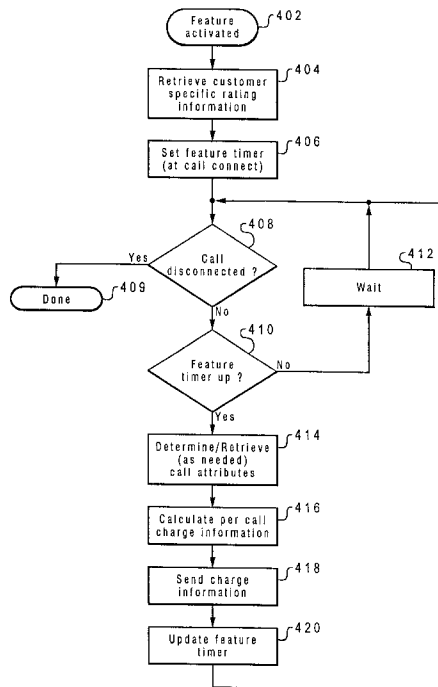 Feature
activated
402
Retrieve customer
specific rating
information
404
Set feature timer
(at call connect)
406
Call
disconnected ?
408
Yes
Done
409
No
Feature
timer up ?
410
No
Wait
412
Yes
Determine/Retrieve
(as needed)
call attributes
414
Calculate per call
charge information
416
Send charge
information
418
Update feature
timer
420